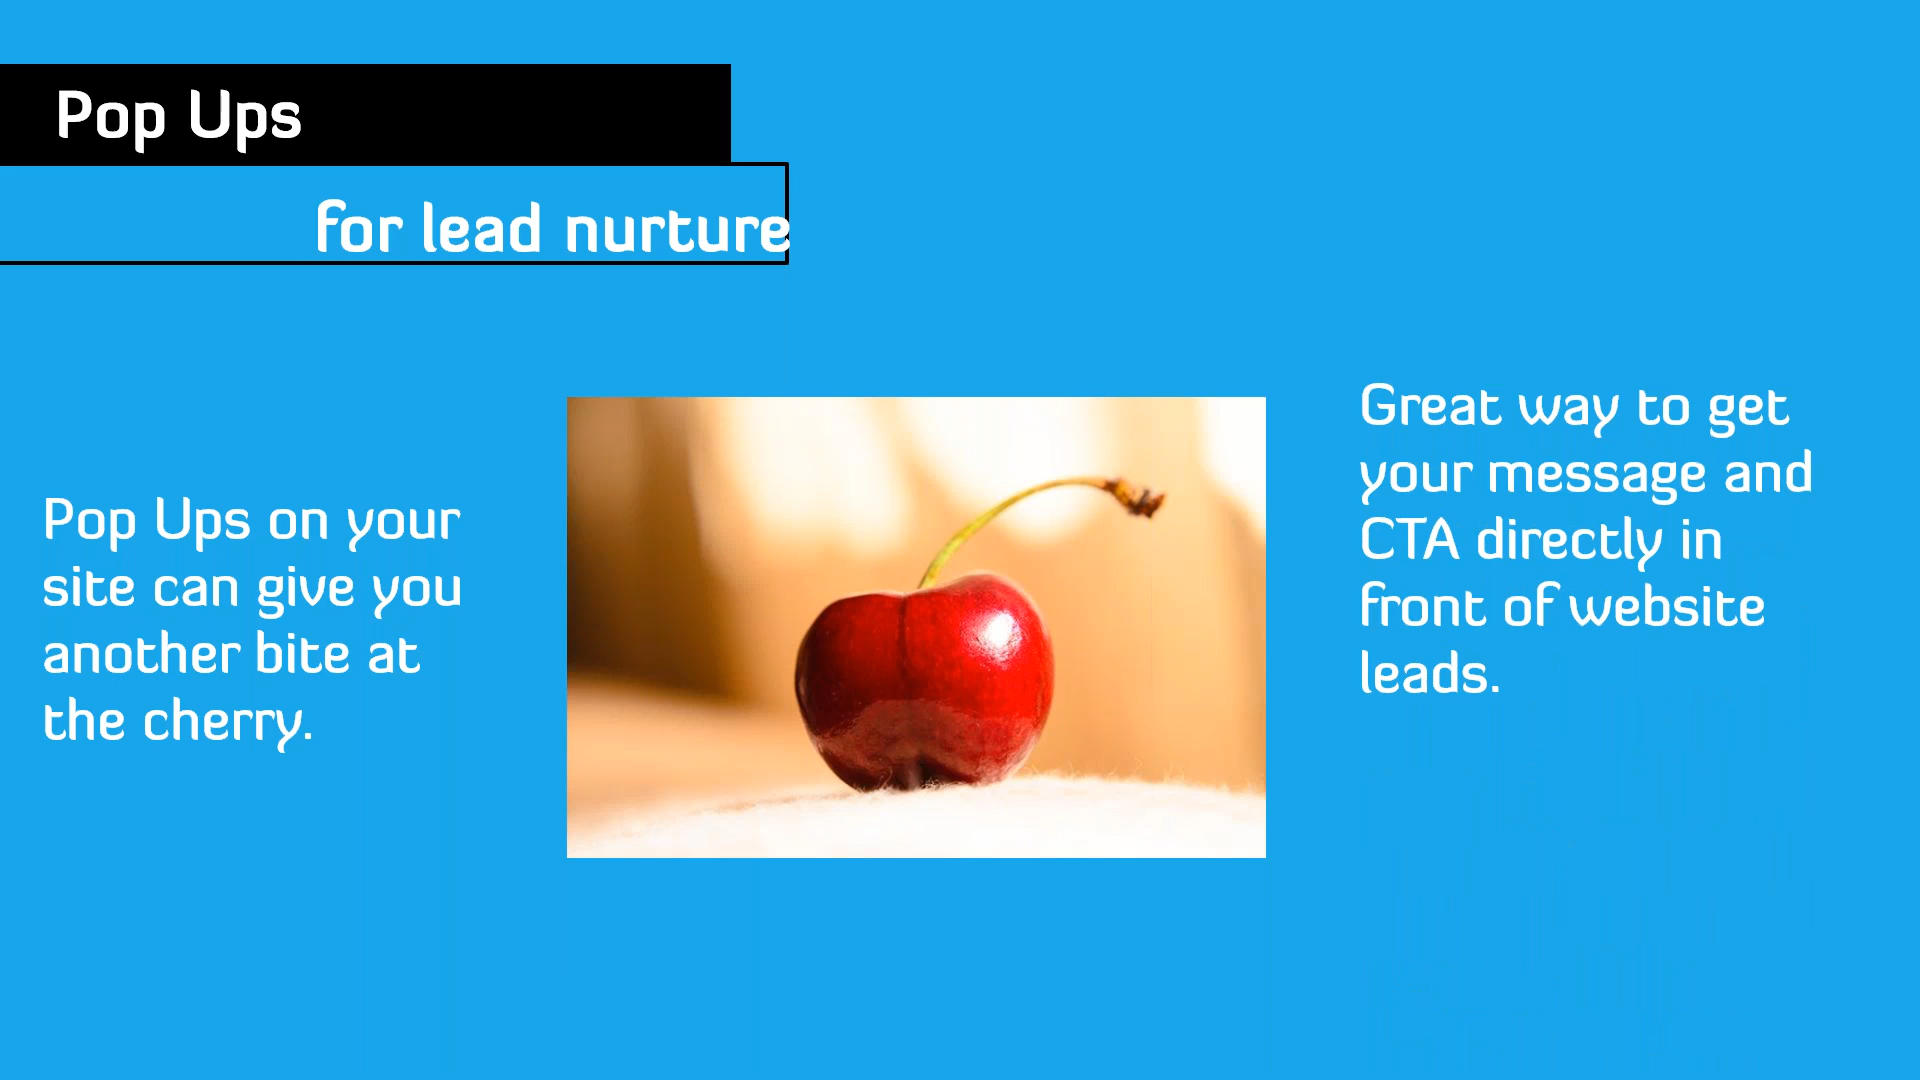 Pop Ups
for lead nurture
Pop Ups on your
site can give you
another bite at
the cherry.
Great way to get
your message and
CTA directly in
front of website
leads.